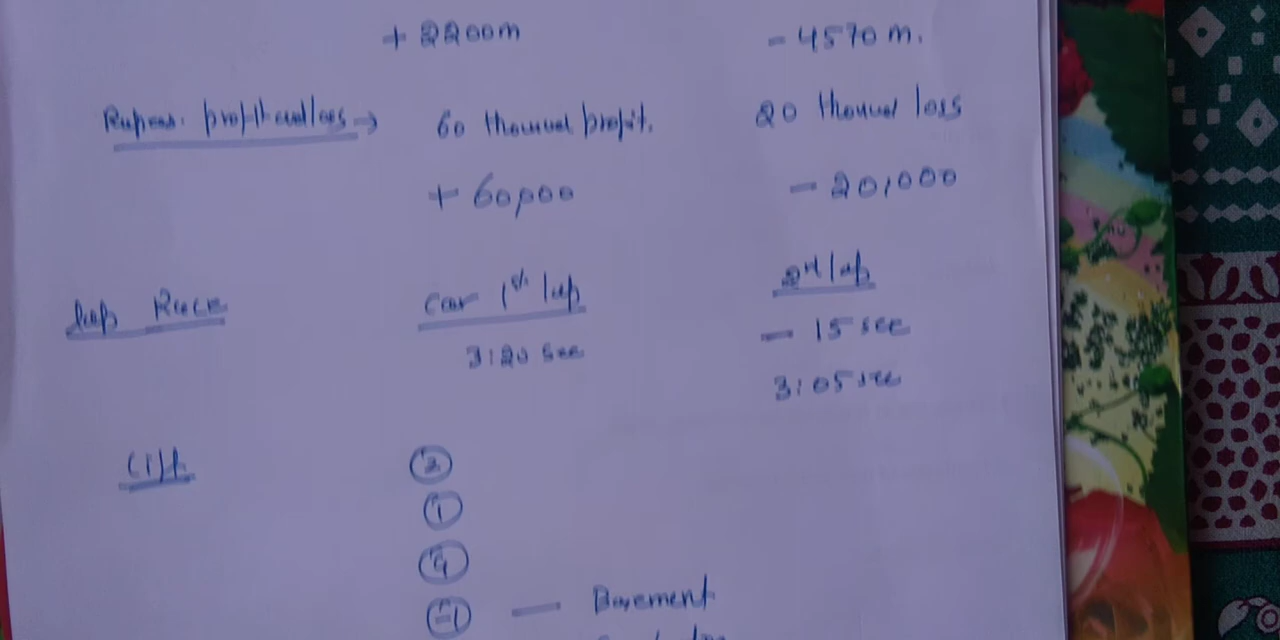 + 2200m - 4570 m.
Rupees. profit and loss → 60 thousand profit. 20 thousand loss
+ 60,000 - 20,000
lap Race car 1st lap 2nd lap
3:20 sec - 15 sec
3:05 sec
Lift 2
1
G
-1 — Basement